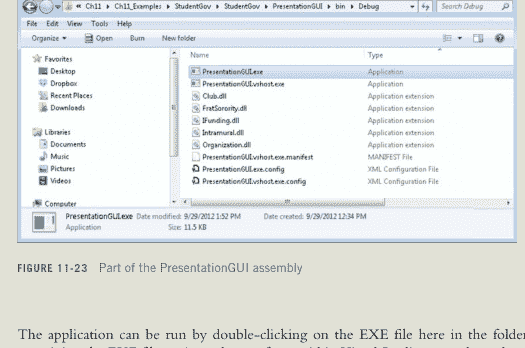 « Ch11 ▸ Ch11_Examples ▸ StudentGov ▸ StudentGov ▸ PresentationGUI ▸ bin ▸ Debug
Search Debug
File Edit View Tools Help
Organize Open Burn New folder
Name Type
Favorites
Desktop
Dropbox
Recent Places
Downloads
Libraries
Documents
Music
Pictures
Videos
Computer
PresentationGUI.exe Application
PresentationGUI.vshost.exe Application
Club.dll Application extension
FratSorority.dll Application extension
IFunding.dll Application extension
Intramural.dll Application extension
Organization.dll Application extension
PresentationGUI.vshost.exe.manifest MANIFEST File
PresentationGUI.exe.config XML Configuration File
PresentationGUI.vshost.exe.config XML Configuration File
PresentationGUI.exe Date modified: 9/29/2012 1:52 PM Date created: 9/29/2012 12:34 PM
Application Size: 11.5 KB
FIGURE 11-23 Part of the PresentationGUI assembly
The application can be run by double-clicking on the EXE file here in the folder